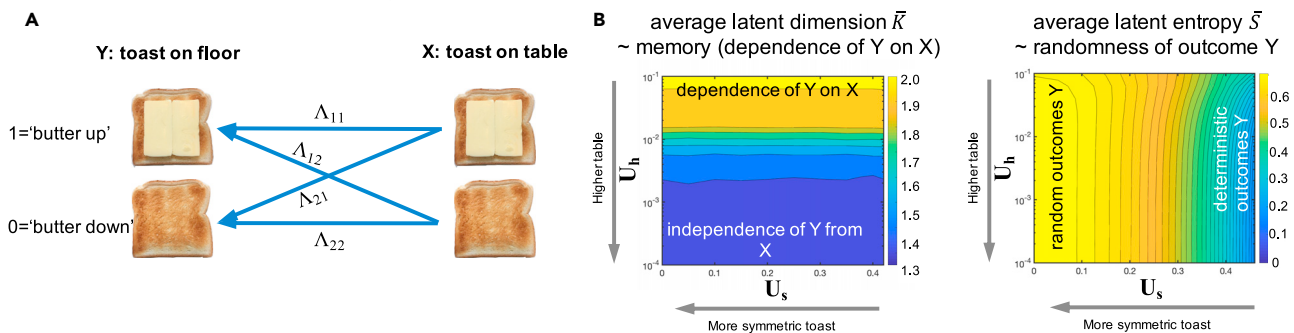 A
Y: toast on floor
X: toast on table
1='butter up'
0='butter down'
Λ11
Λ12
Λ21
Λ22
B
average latent dimension K̄
~ memory (dependence of Y on X)
dependence of Y on X
independence of Y from
X
10⁻¹
10⁻²
10⁻³
10⁻⁴
0
0.1
0.2
0.3
0.4
Uh
Us
Higher table
More symmetric toast
2.0
1.9
1.8
1.7
1.6
1.5
1.4
1.3
average latent entropy S̄
~ randomness of outcome Y
random outcomes Y
deterministic
outcomes Y
10⁻¹
10⁻²
10⁻³
10⁻⁴
0
0.1
0.2
0.3
0.4
Uh
Us
Higher table
More symmetric toast
0.6
0.5
0.4
0.3
0.2
0.1
0